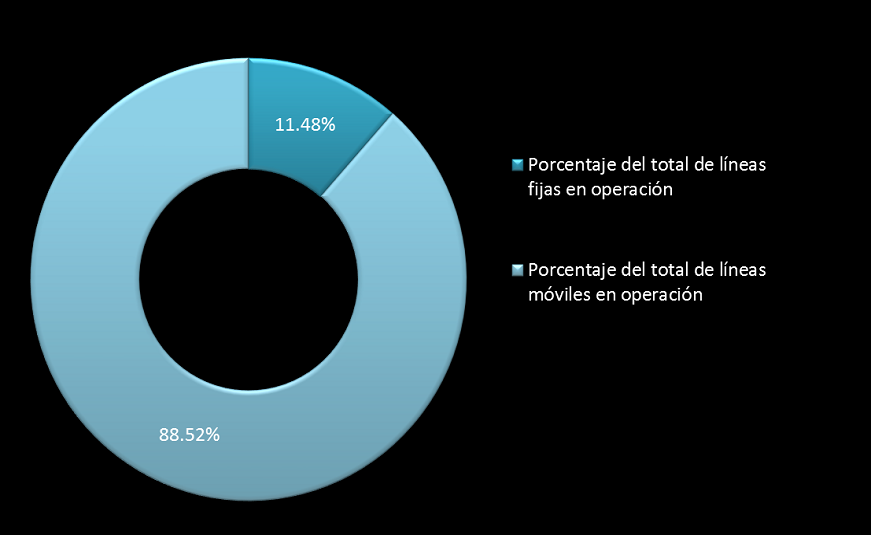 11.48%
Porcentaje del total de líneas
fijas en operación
Porcentaje del total de líneas
móviles en operación
88.52%